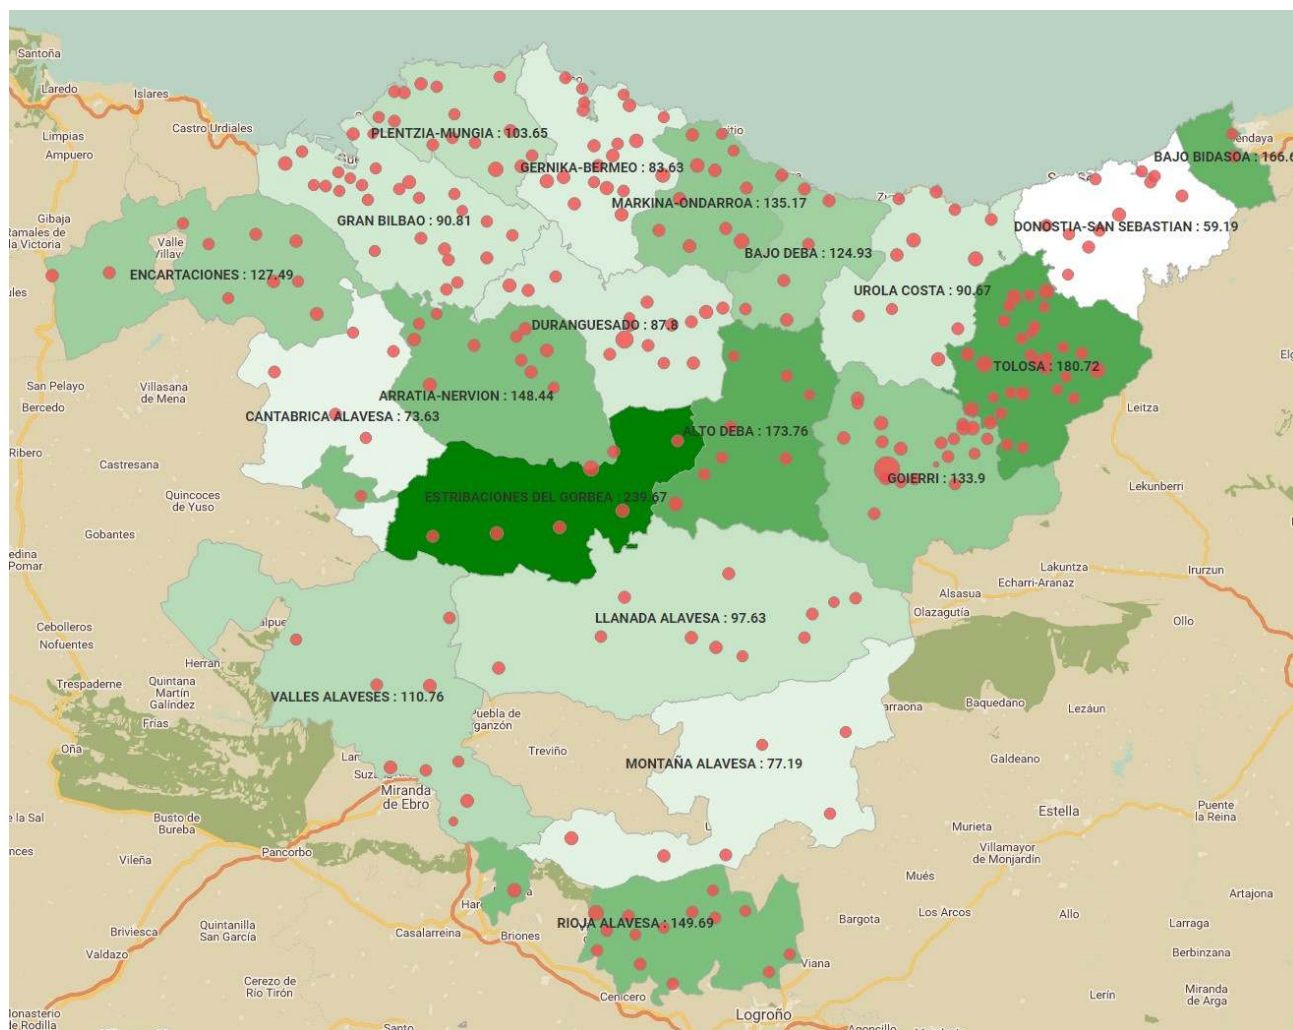 Santoña
Laredo
Islares
Castro Urdiales
Limpias
Ampuero
PLENTZIA-MUNGIA : 103.65
GERNIKA-BERMEO : 83.63
BAJO BIDASOA : 166.6
MARKINA-ONDARROA : 135.17
Gibaja
Ramales de
la Victoria
GRAN BILBAO : 90.81
DONOSTIA-SAN SEBASTIAN : 59.19
BAJO DEBA : 124.93
ENCARTACIONES : 127.49
UROLA COSTA : 90.67
DURANGUESADO : 87.8
TOLOSA : 180.72
San Pelayo
Bercedo
Villasana
de Mena
ARRATIA-NERVION : 148.44
CANTABRICA ALAVESA : 73.63
Leitza
ALTO DEBA : 173.76
Ribero
Castresana
GOIERRI : 133.9
Lekunberri
Quincoces
de Yuso
ESTRIBACIONES DEL GORBEA : 239.67
Gobantes
Lakuntza
Irurzun
Echarri-Aranaz
Alsasua
Olazagutía
Ollo
LLANADA ALAVESA : 97.63
Cebolleros
Nofuentes
Herran
Trespaderne
Quintana
Martín
Galíndez
VALLES ALAVESES : 110.76
Baquedano
Lezáun
Frías
Puebla de
Treviño
Oña
MONTAÑA ALAVESA : 77.19
Galdeano
Miranda
de Ebro
Estella
Puente
la Reina
Busto de
Bureba
Murieta
Vileña
Pancorbo
Villamayor
de Monjardín
Mués
Artajona
RIOJA ALAVESA : 149.69
Bargota
Los Arcos
Allo
Larraga
Briviesca
Quintanilla
San García
Casalarreina
Briones
Valdazo
Viana
Berbinzana
Cerezo de
Río Tirón
Cenicero
Logroño
Lerín
Miranda
de Arga
Santo